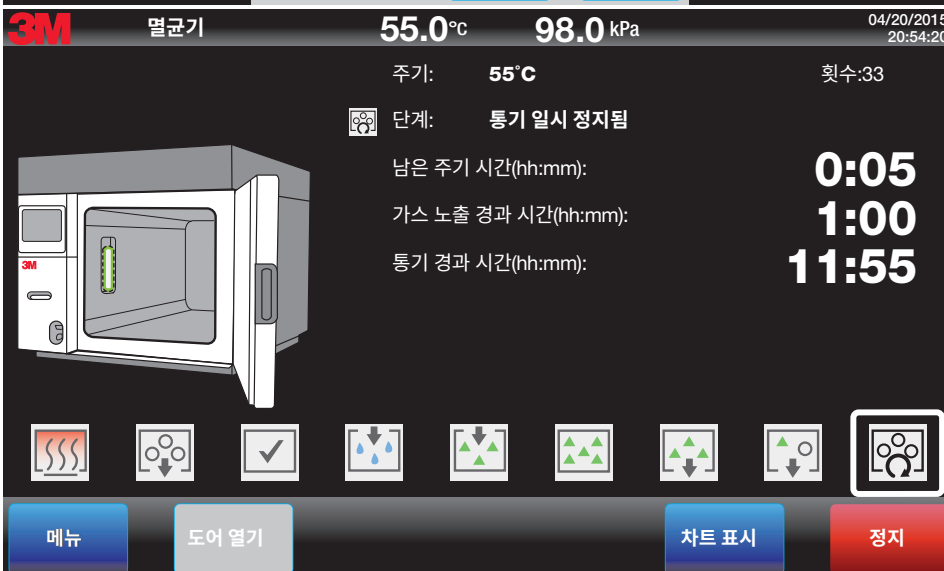 3M 멸균기 55.0°C 98.0 kPa 04/20/2015
20:54:20
주기: 55°C 횟수:33
단계: 통기 일시 정지됨
남은 주기 시간(hh:mm): 0:05
가스 노출 경과 시간(hh:mm): 1:00
통기 경과 시간(hh:mm): 11:55
3M
메뉴 도어 열기 차트 표시 정지